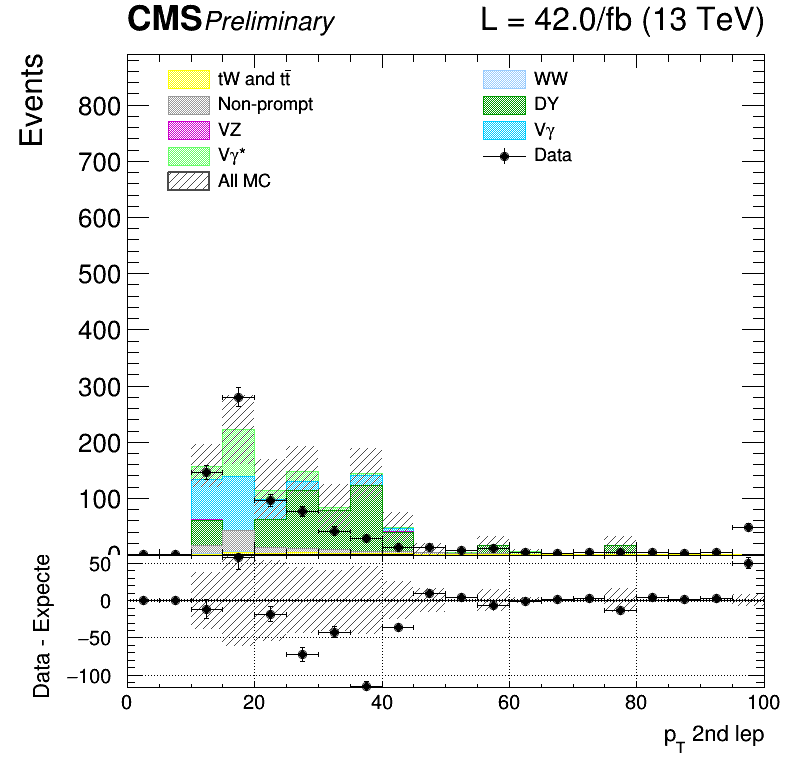 CMS Preliminary L = 42.0/fb (13 TeV)
Events
tW and tt̄
Non-prompt
VZ
Vγ*
All MC
WW
DY
Vγ
Data
800
700
600
500
400
300
200
100
0
Data - Expecte
50
0
−50
−100
0 20 40 60 80 100
p_T 2nd lep